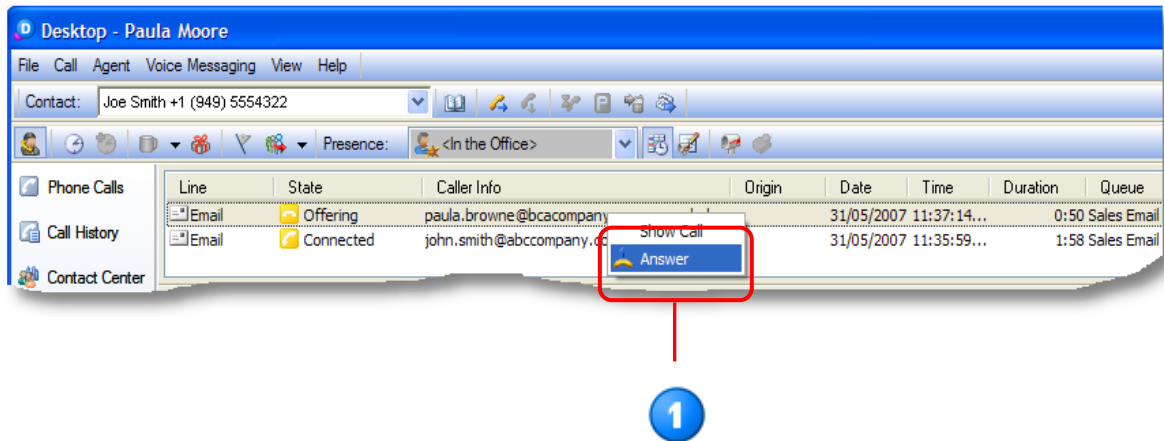 Desktop - Paula Moore
File Call Agent Voice Messaging View Help
Contact: Joe Smith +1 (949) 5554322
Presence: <In the Office>
Phone Calls
Call History
Contact Center
Line State Caller Info Origin Date Time Duration Queue
Email Offering paula.browne@bcacompany 31/05/2007 11:37:14... 0:50 Sales Email
Email Connected john.smith@abccompany.co 31/05/2007 11:35:59... 1:58 Sales Email
Show Call
Answer
1